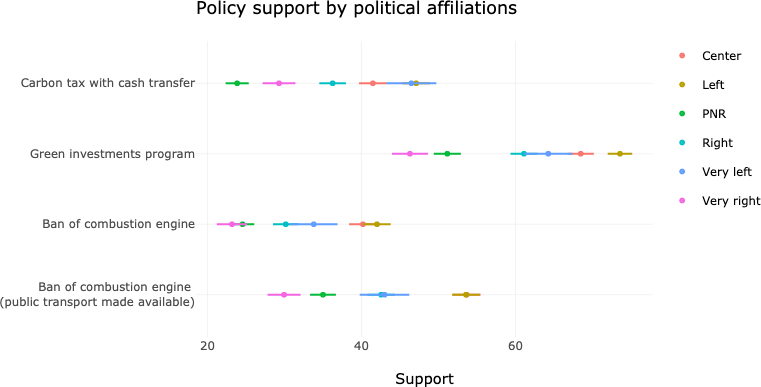 Policy support by political affiliations
Carbon tax with cash transfer
Green investments program
Ban of combustion engine
Ban of combustion engine
(public transport made available)
20
40
60
Support
Center
Left
PNR
Right
Very left
Very right